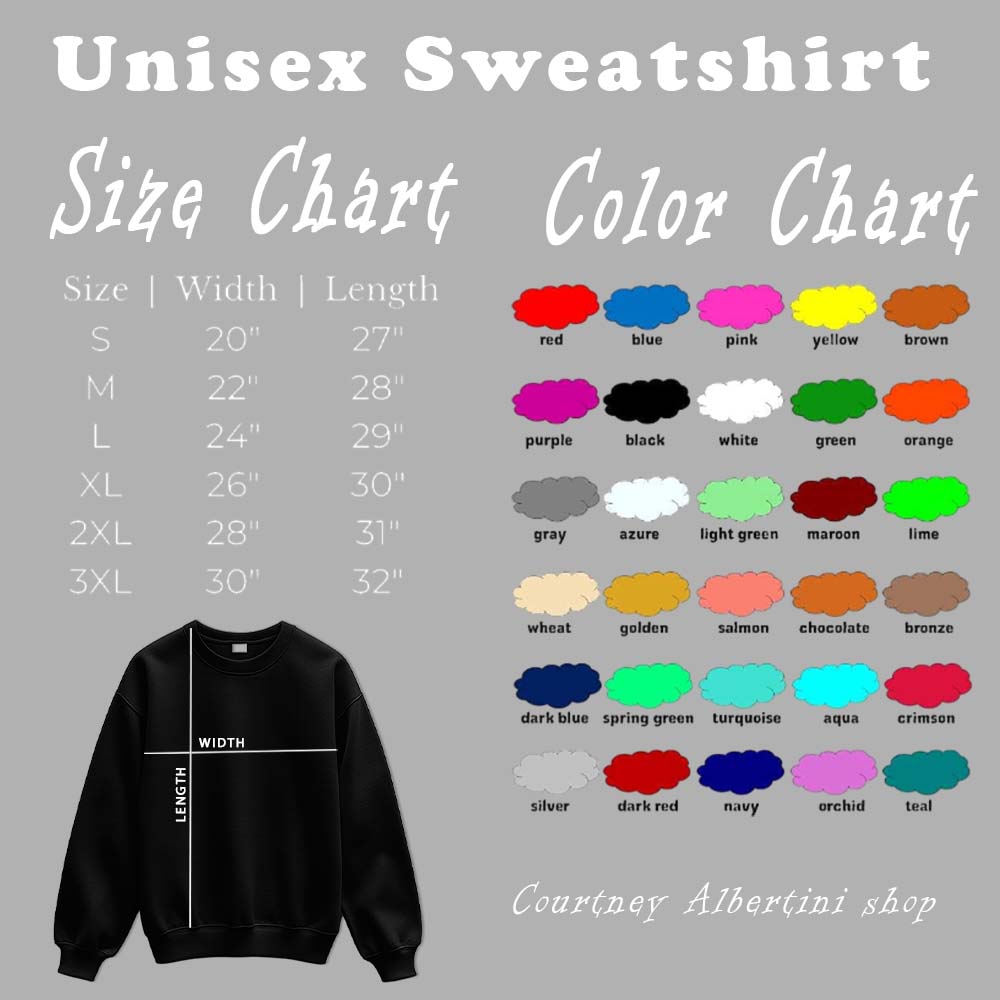 Unisex Sweatshirt
Size Chart
Size | Width | Length
S 20" 27"
M 22" 28"
L 24" 29"
XL 26" 30"
2XL 28" 31"
3XL 30" 32"
WIDTH
LENGTH
Color Chart
red blue pink yellow brown
purple black white green orange
gray azure light green maroon lime
wheat golden salmon chocolate bronze
dark blue spring green turquoise aqua crimson
silver dark red navy orchid teal
Courtney Albertini shop